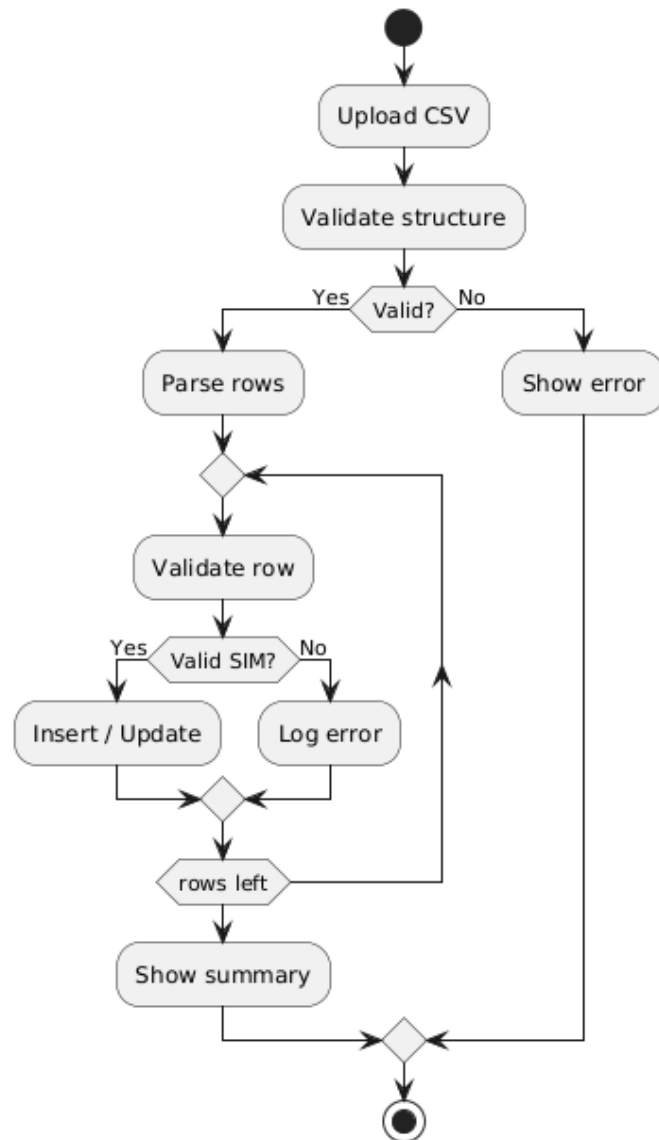 Upload CSV
Validate structure
Yes
Valid?
No
Parse rows
Show error
Validate row
Yes
Valid SIM?
No
Insert / Update
Log error
rows left
Show summary